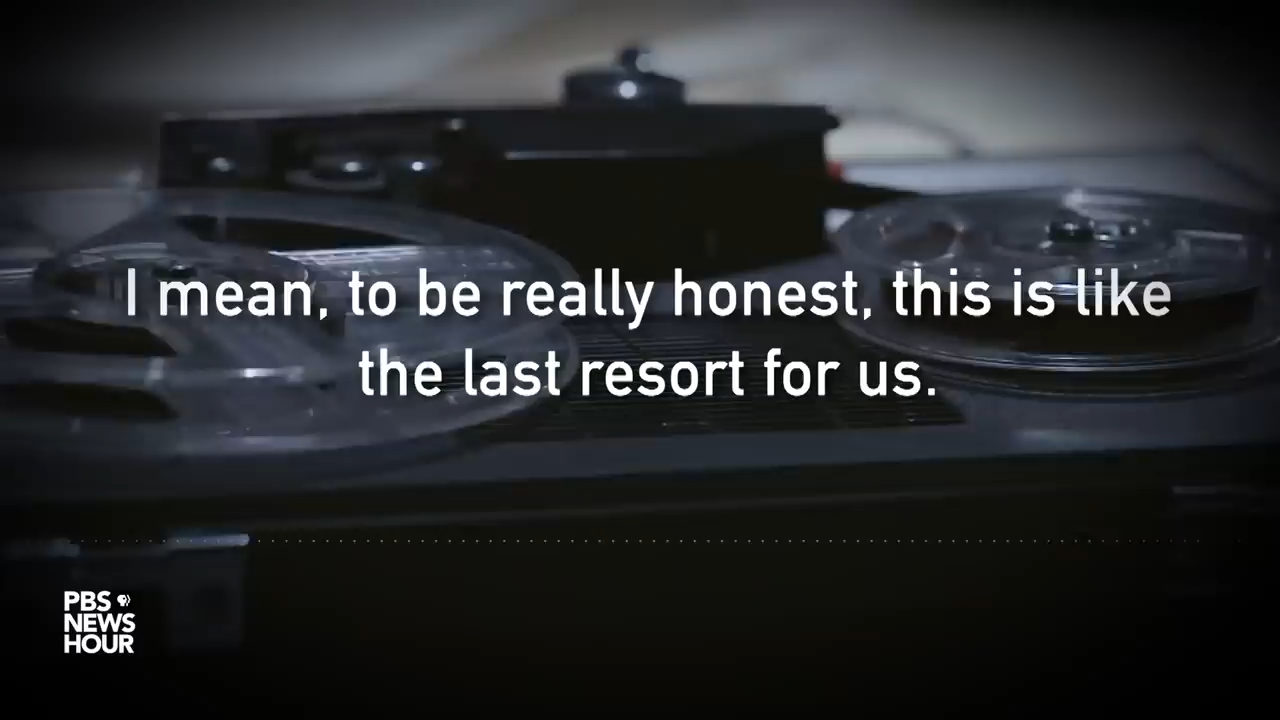 I mean, to be really honest, this is like
the last resort for us.
PBS
NEWS
HOUR